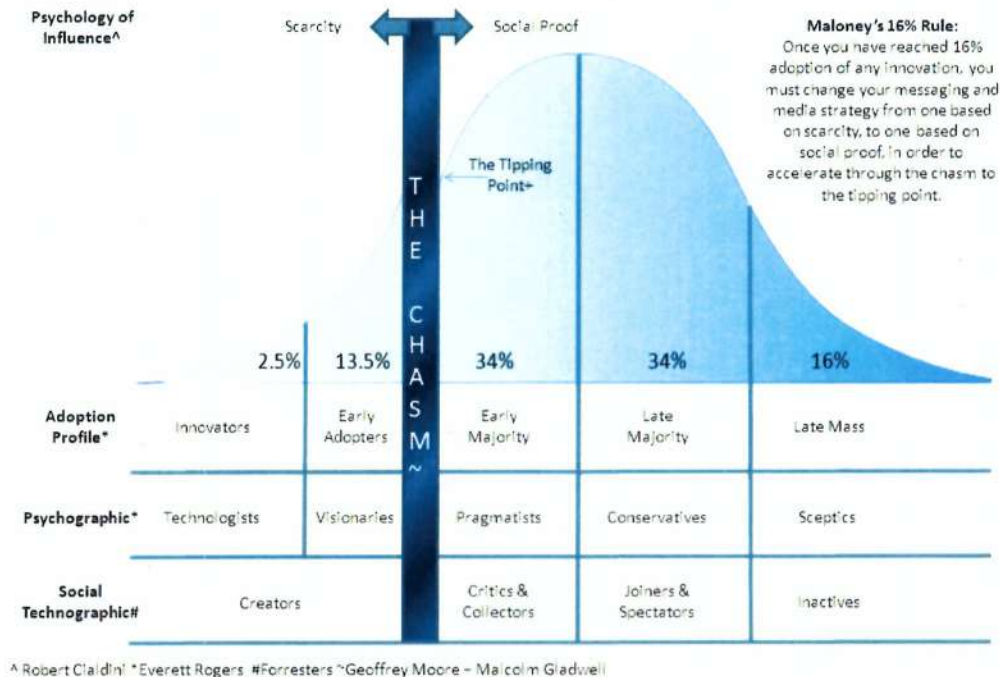 Psychology of
Influence^
Scarcity
Social Proof
Maloney's 16% Rule:
Once you have reached 16%
adoption of any innovation, you
must change your messaging and
media strategy from one based
on scarcity, to one based on
social proof, in order to
accelerate through the chasm to
the tipping point.
The Tipping
Point÷
THE CHASM~
2.5%
13.5%
34%
34%
16%
Adoption
Profile*
Innovators
Early
Adopters
Early
Majority
Late
Majority
Late Mass
Psychographic*
Technologists
Visionaries
Pragmatists
Conservatives
Sceptics
Social
Technographic#
Creators
Critics &
Collectors
Joiners &
Spectators
Inactives
^ Robert Cialdini *Everett Rogers #Forresters ~Geoffrey Moore – Malcolm Gladwell